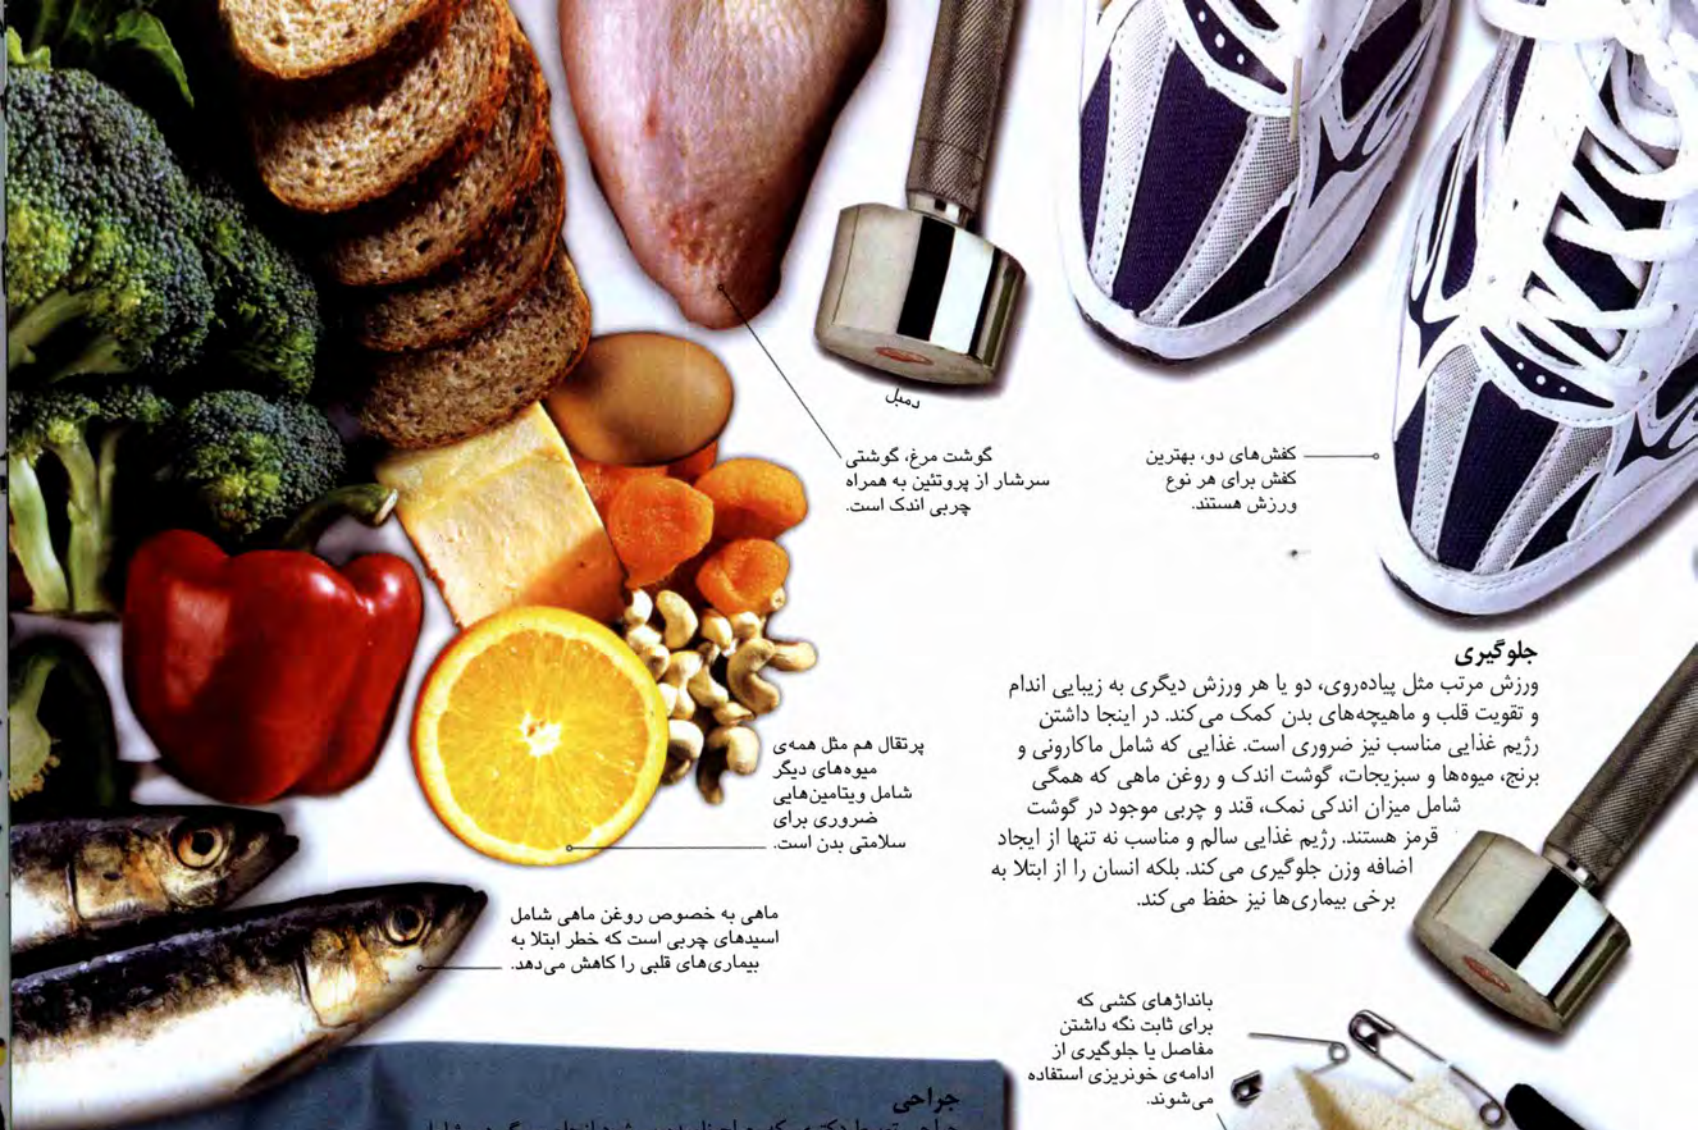 دمبل
گوشت مرغ، گوشتی
سرشار از پروتئین به همراه
چربی اندک است.
کفش‌های دو، بهترین
کفش برای هر نوع
ورزش هستند.
جلوگیری
ورزش مرتب مثل پیاده‌روی، دو یا هر ورزش دیگری به زیبایی اندام
و تقویت قلب و ماهیچه‌های بدن کمک می‌کند. در اینجا داشتن
رژیم غذایی مناسب نیز ضروری است. غذایی که شامل ماکارونی و
برنج، میوه‌ها و سبزیجات، گوشت اندک و روغن ماهی که همگی
شامل میزان اندکی نمک، قند و چربی موجود در گوشت
قرمز هستند. رژیم غذایی سالم و مناسب نه تنها از ایجاد
اضافه وزن جلوگیری می‌کند. بلکه انسان را از ابتلا به
برخی بیماری‌ها نیز حفظ می‌کند.
پرتقال هم مثل همه‌ی
میوه‌های دیگر
شامل ویتامین‌هایی
ضروری برای
سلامتی بدن است.
ماهی به خصوص روغن ماهی شامل
اسیدهای چربی است که خطر ابتلا به
بیماری‌های قلبی را کاهش می‌دهد.
بانداژهای کشی که
برای ثابت نگه داشتن
مفاصل یا جلوگیری از
ادامه‌ی خونریزی استفاده
می‌شوند.
جراحی